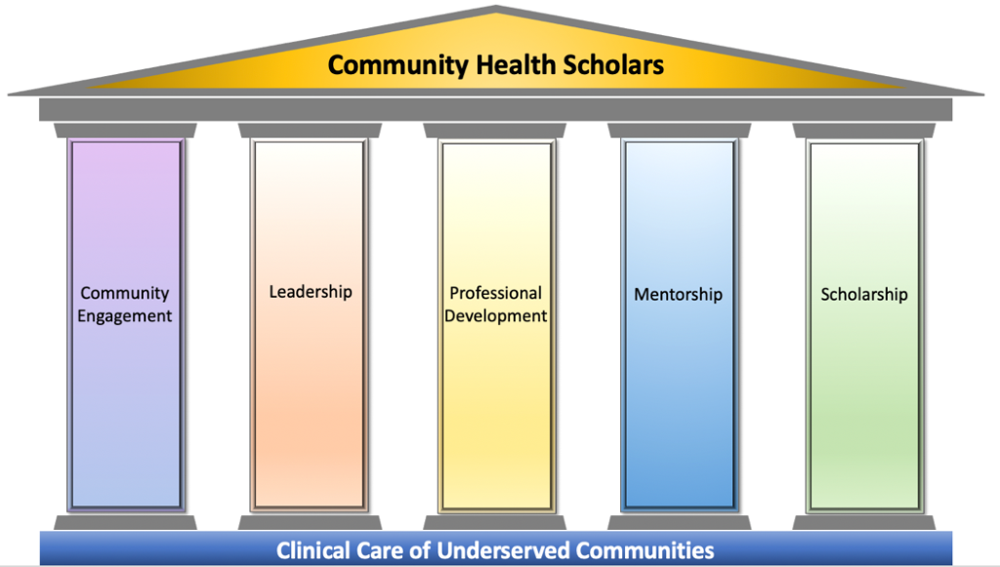 Community Health Scholars
Community
Engagement
Leadership
Professional
Development
Mentorship
Scholarship
Clinical Care of Underserved Communities